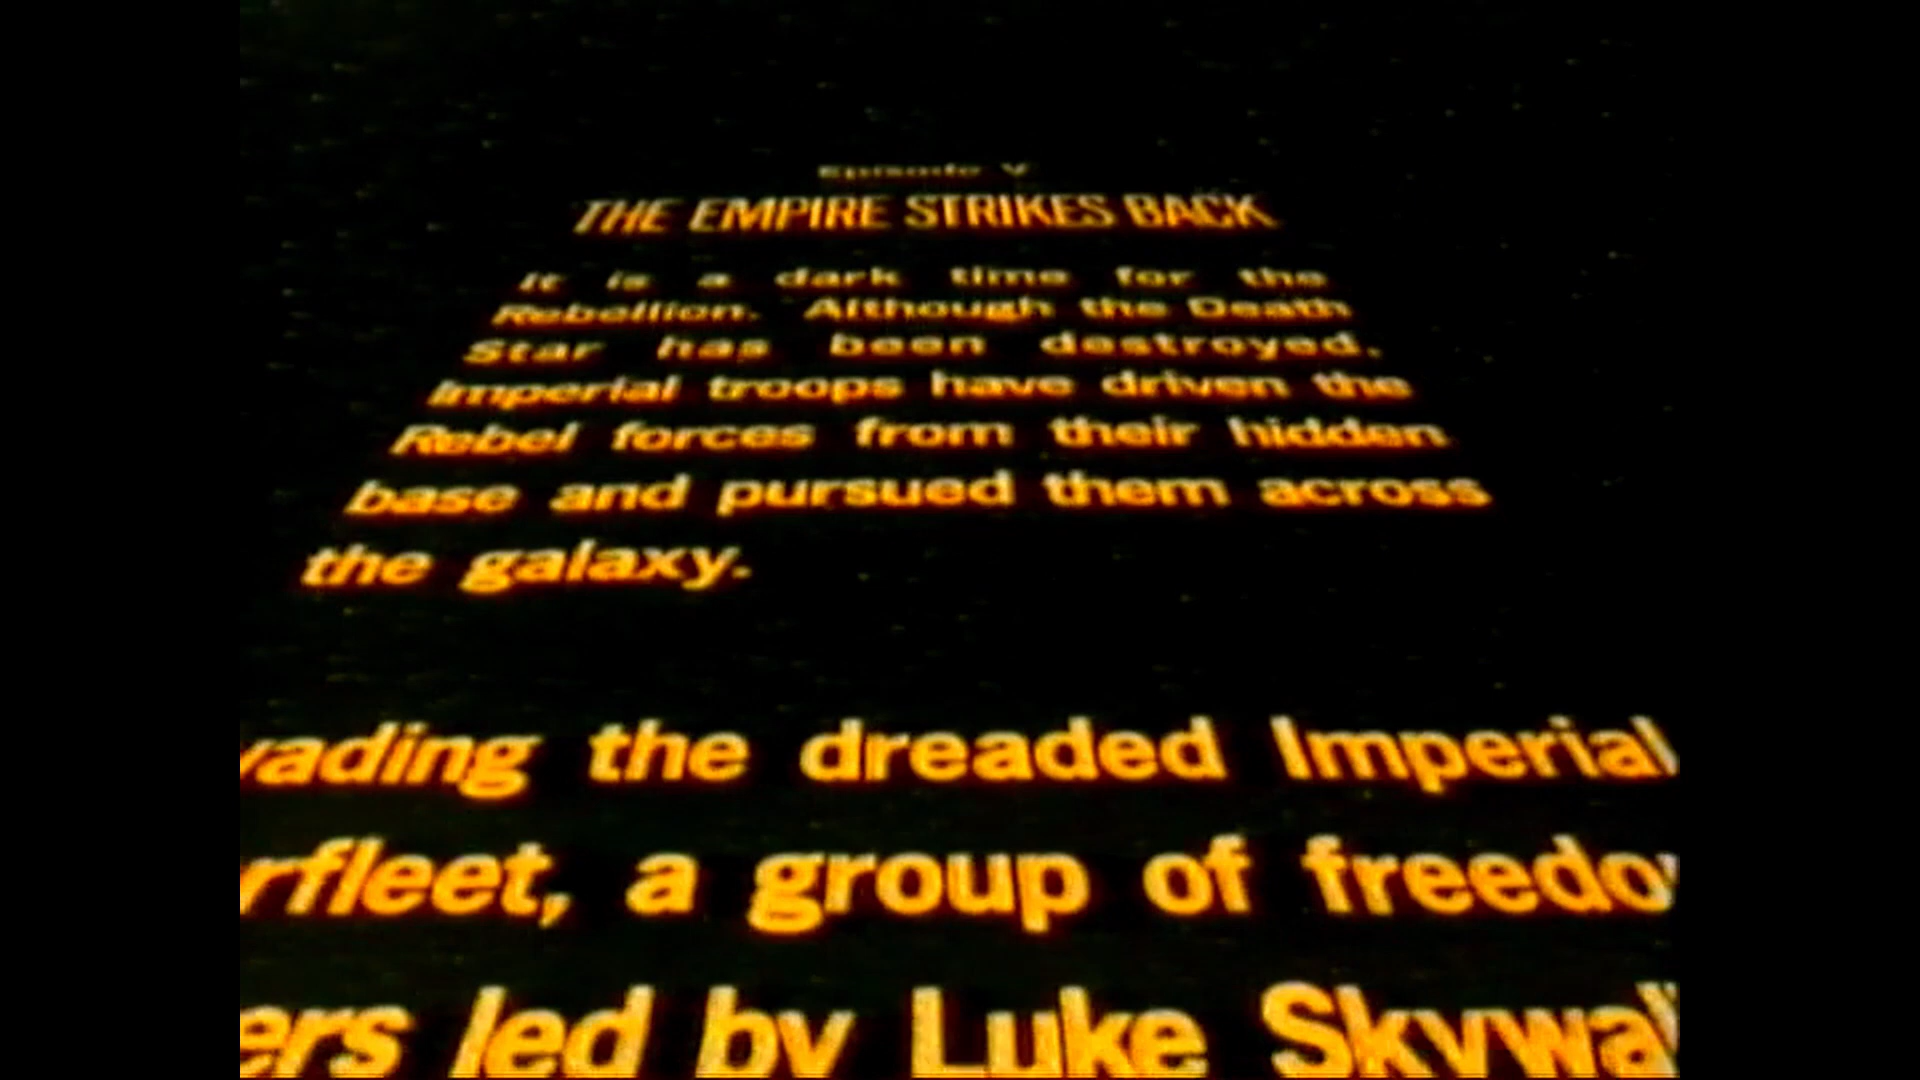 Episode V
THE EMPIRE STRIKES BACK
It is a dark time for the
Rebellion. Although the Death
Star has been destroyed,
Imperial troops have driven the
Rebel forces from their hidden
base and pursued them across
the galaxy.
vading the dreaded Imperial
rfleet, a group of freedo
ers led by Luke Skywal